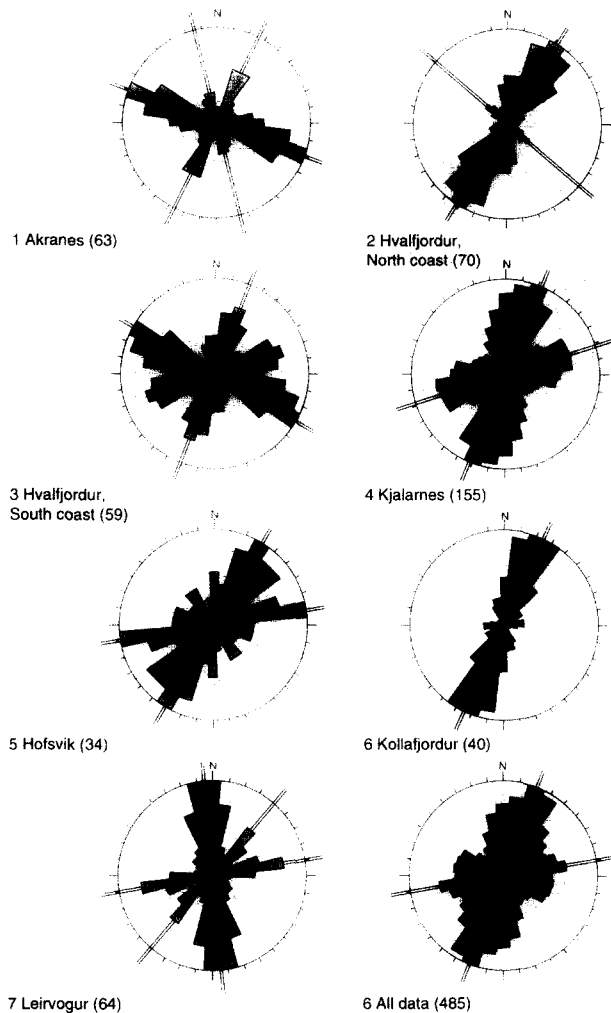 N
1 Akranes (63)
N
2 Hvalfjordur,
North coast (70)
N
3 Hvalfjordur,
South coast (59)
N
4 Kjalarnes (155)
N
5 Hofsvik (34)
N
6 Kollafjordur (40)
N
7 Leirvogur (64)
N
6 All data (485)